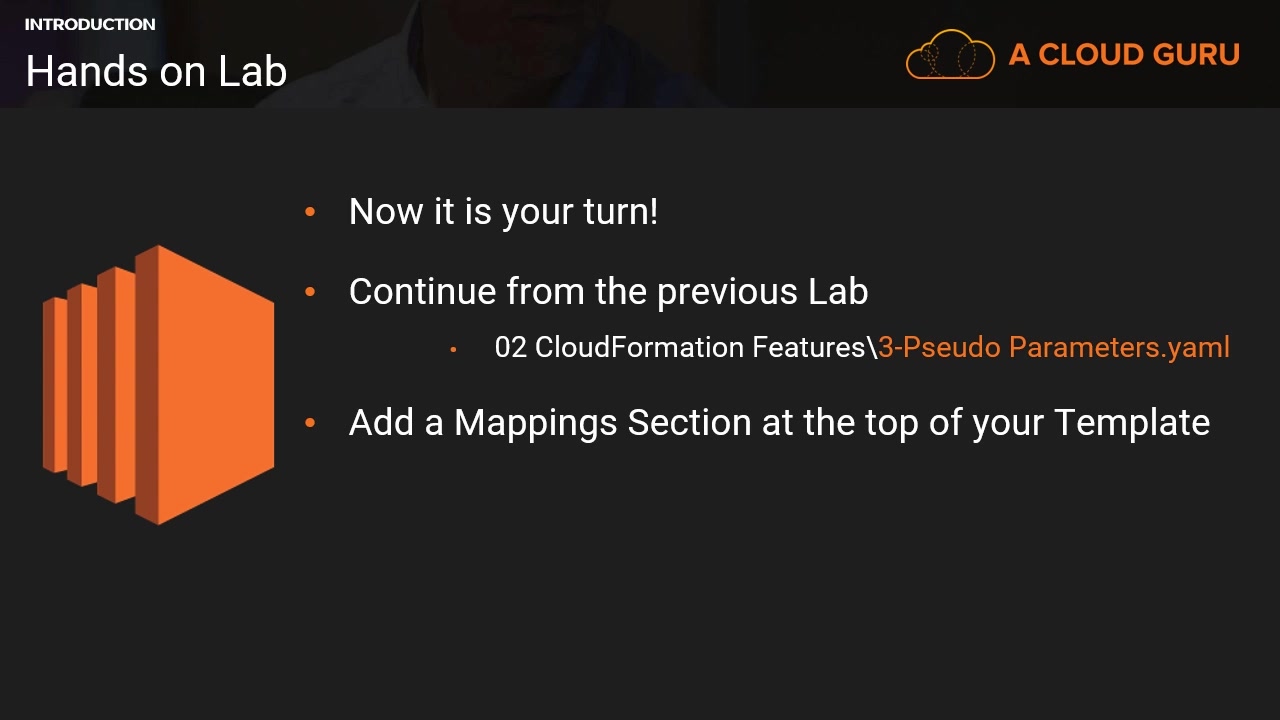 INTRODUCTION
Hands on Lab
A CLOUD GURU
• Now it is your turn!
• Continue from the previous Lab
• 02 CloudFormation Features\3-Pseudo Parameters.yaml
• Add a Mappings Section at the top of your Template